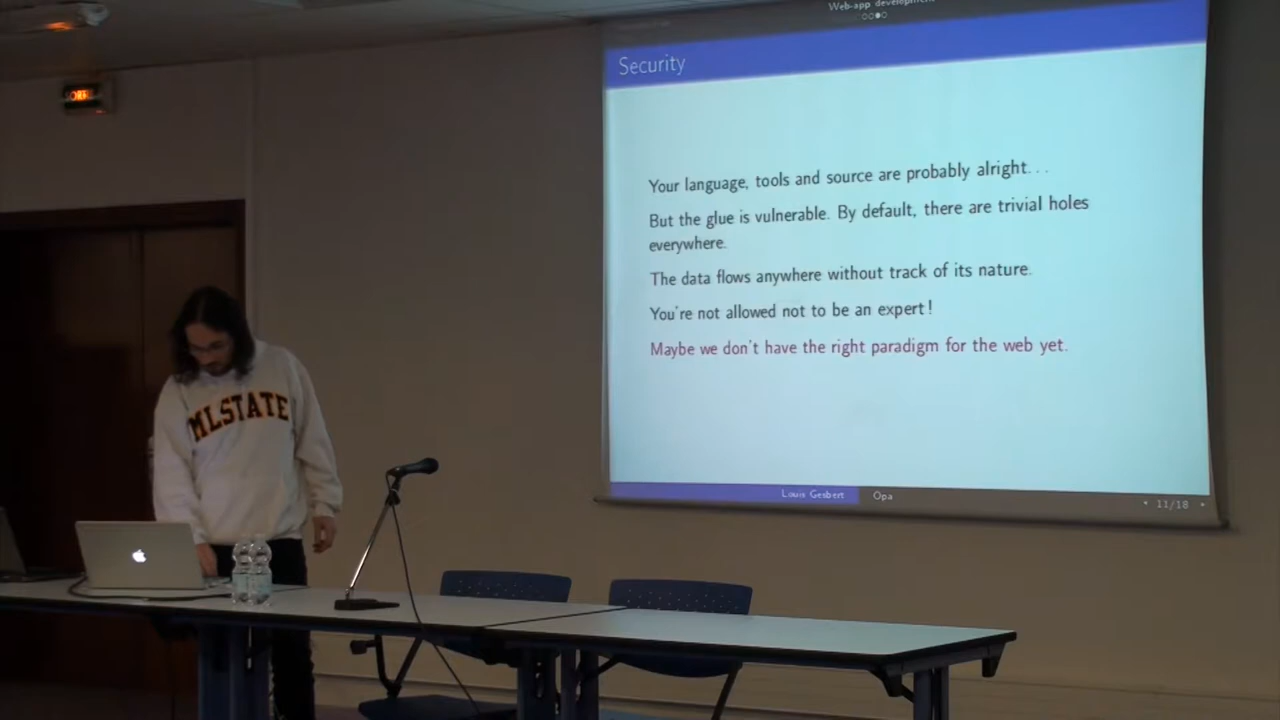 Web-app development
Security
Your language, tools and source are probably alright...
But the glue is vulnerable. By default, there are trivial holes
everywhere.
The data flows anywhere without track of its nature.
You're not allowed not to be an expert!
Maybe we don't have the right paradigm for the web yet.
Louis Gesbert
Opa
11/18
MLSTATE